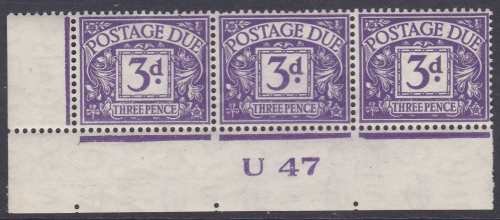 POSTAGE DUE POSTAGE DUE POSTAGE DUE
3d. 3d. 3d.
THREE PENCE THREE PENCE THREE PENCE
U 47